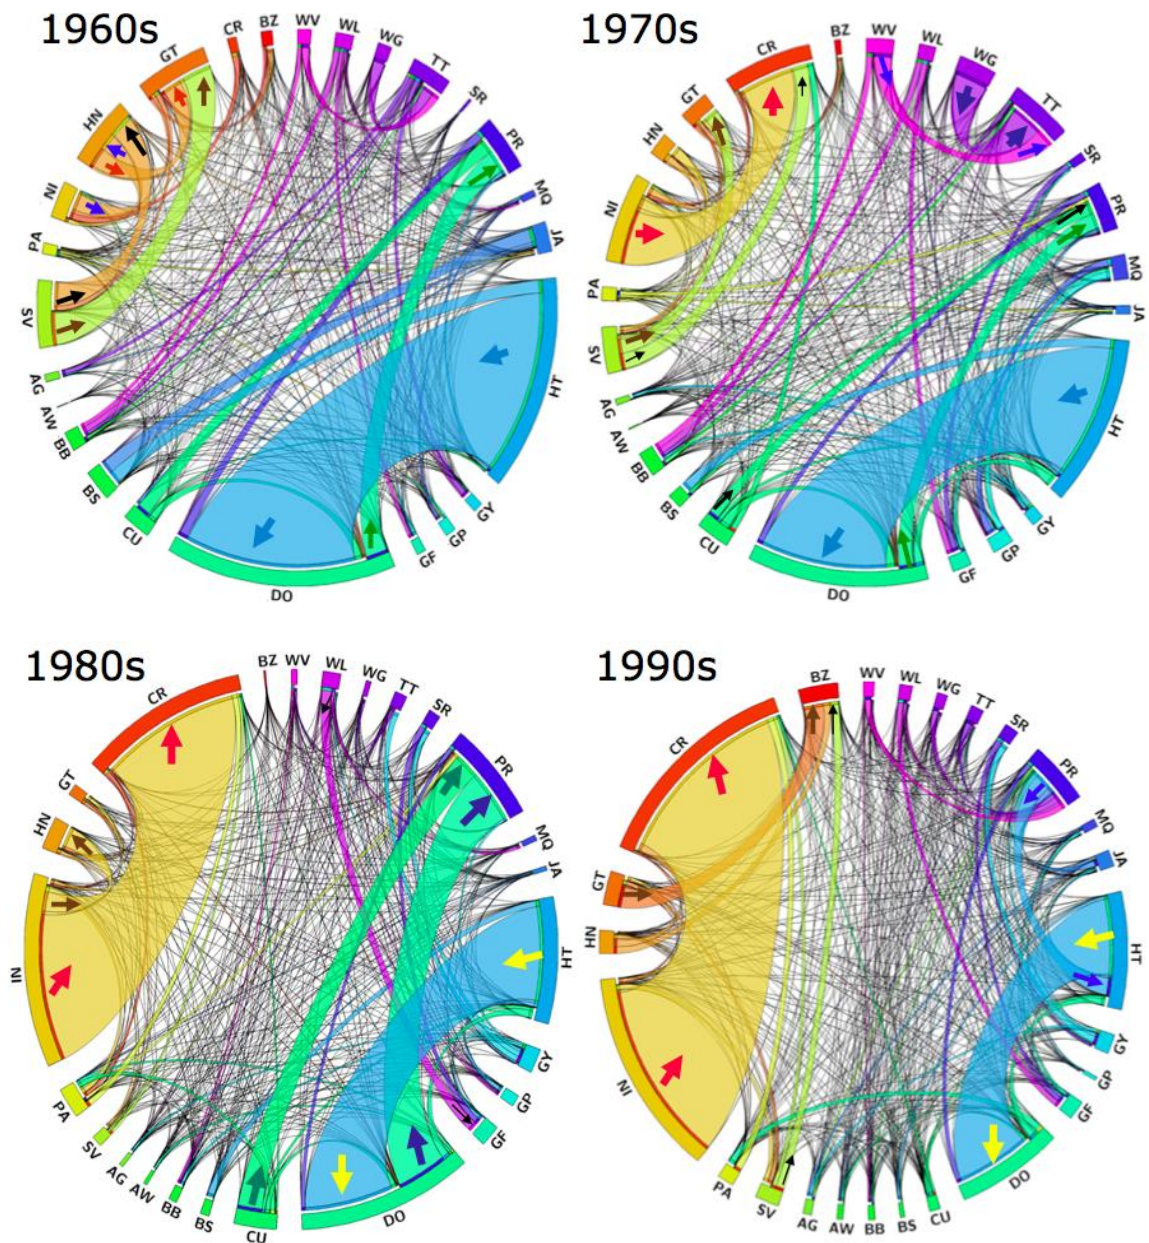 1960s
GT
CR
BZ
WV
WL
WG
TT
SR
PR
MQ
JA
HT
GY
GP
GF
DO
CU
BS
BB
AW
AG
SV
PA
NI
HN
1970s
CR
BZ
WV
WL
WG
TT
SR
PR
MQ
JA
HT
GY
GP
GF
DO
CU
BS
BB
AW
AG
SV
PA
NI
HN
GT
1980s
CR
BZ
WV
WL
WG
TT
SR
PR
MQ
JA
HT
GY
GP
GF
DO
CU
BS
BB
AW
AG
SV
PA
NI
HN
GT
1990s
CR
BZ
WV
WL
WG
TT
SR
PR
MQ
JA
HT
GY
GP
GF
DO
CU
BS
BB
AW
AG
SV
PA
NI
HN
GT